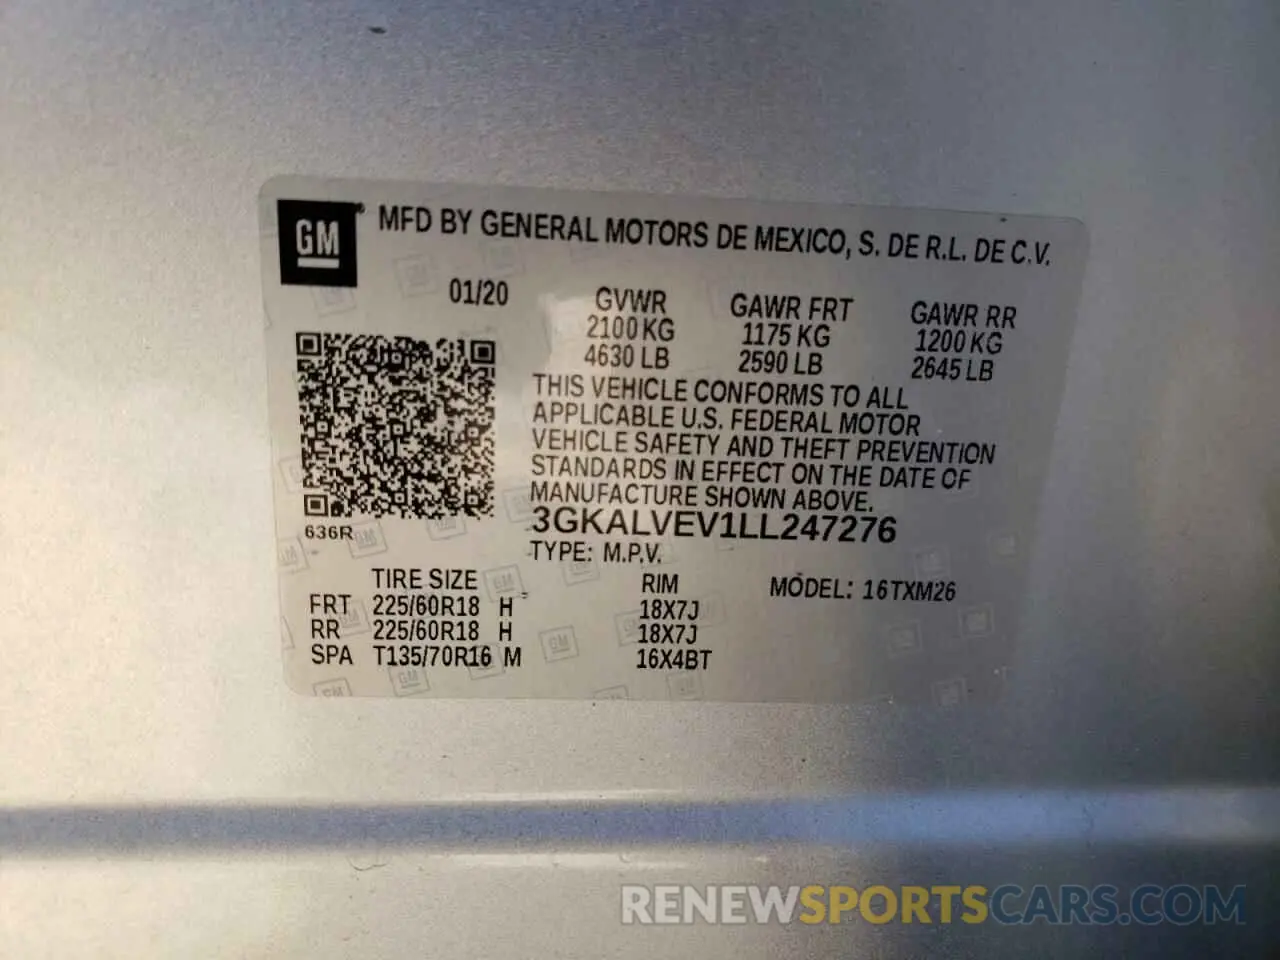 GM® MFD BY GENERAL MOTORS DE MEXICO, S. DE R.L. DE C.V.
01/20 GVWR GAWR FRT GAWR RR
2100 KG 1175 KG 1200 KG
4630 LB 2590 LB 2645 LB
THIS VEHICLE CONFORMS TO ALL
APPLICABLE U.S. FEDERAL MOTOR
VEHICLE SAFETY AND THEFT PREVENTION
STANDARDS IN EFFECT ON THE DATE OF
MANUFACTURE SHOWN ABOVE.
636R 3GKALVEV1LL247276
TYPE: M.P.V.
TIRE SIZE RIM MODEL: 16TXM26
FRT 225/60R18 H 18X7J
RR 225/60R18 H 18X7J
SPA T135/70R16 M 16X4BT
RENEWSPORTSCARS.COM